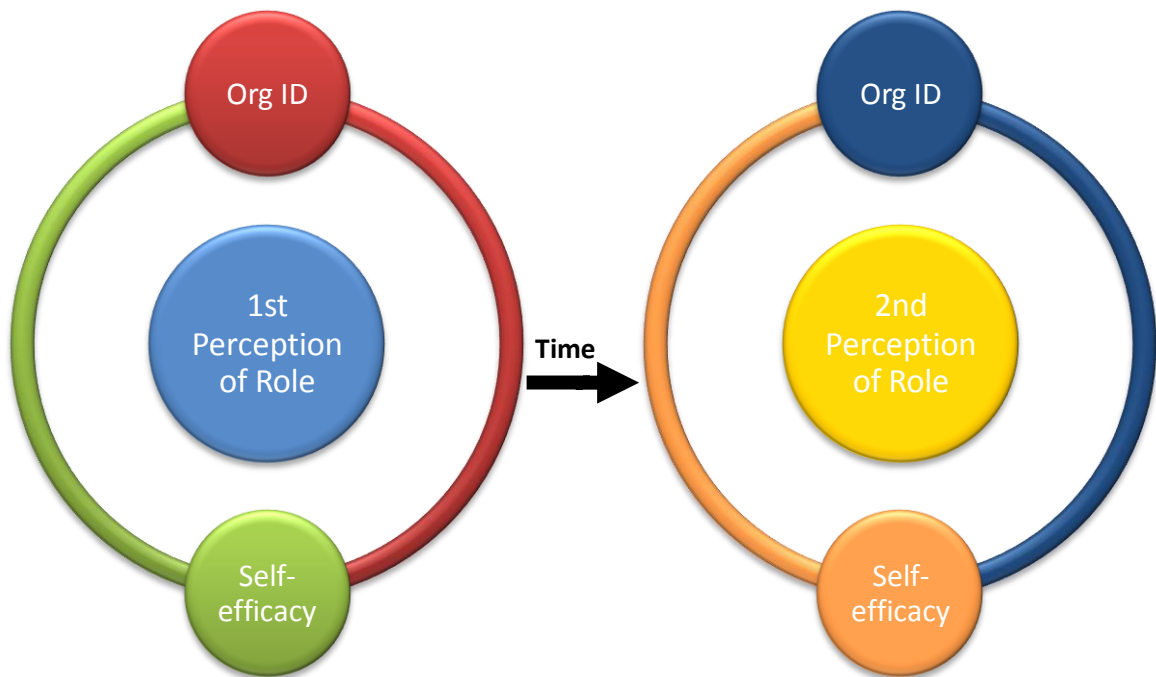 Org ID
1st
Perception
of Role
Self-
efficacy
Time
Org ID
2nd
Perception
of Role
Self-
efficacy